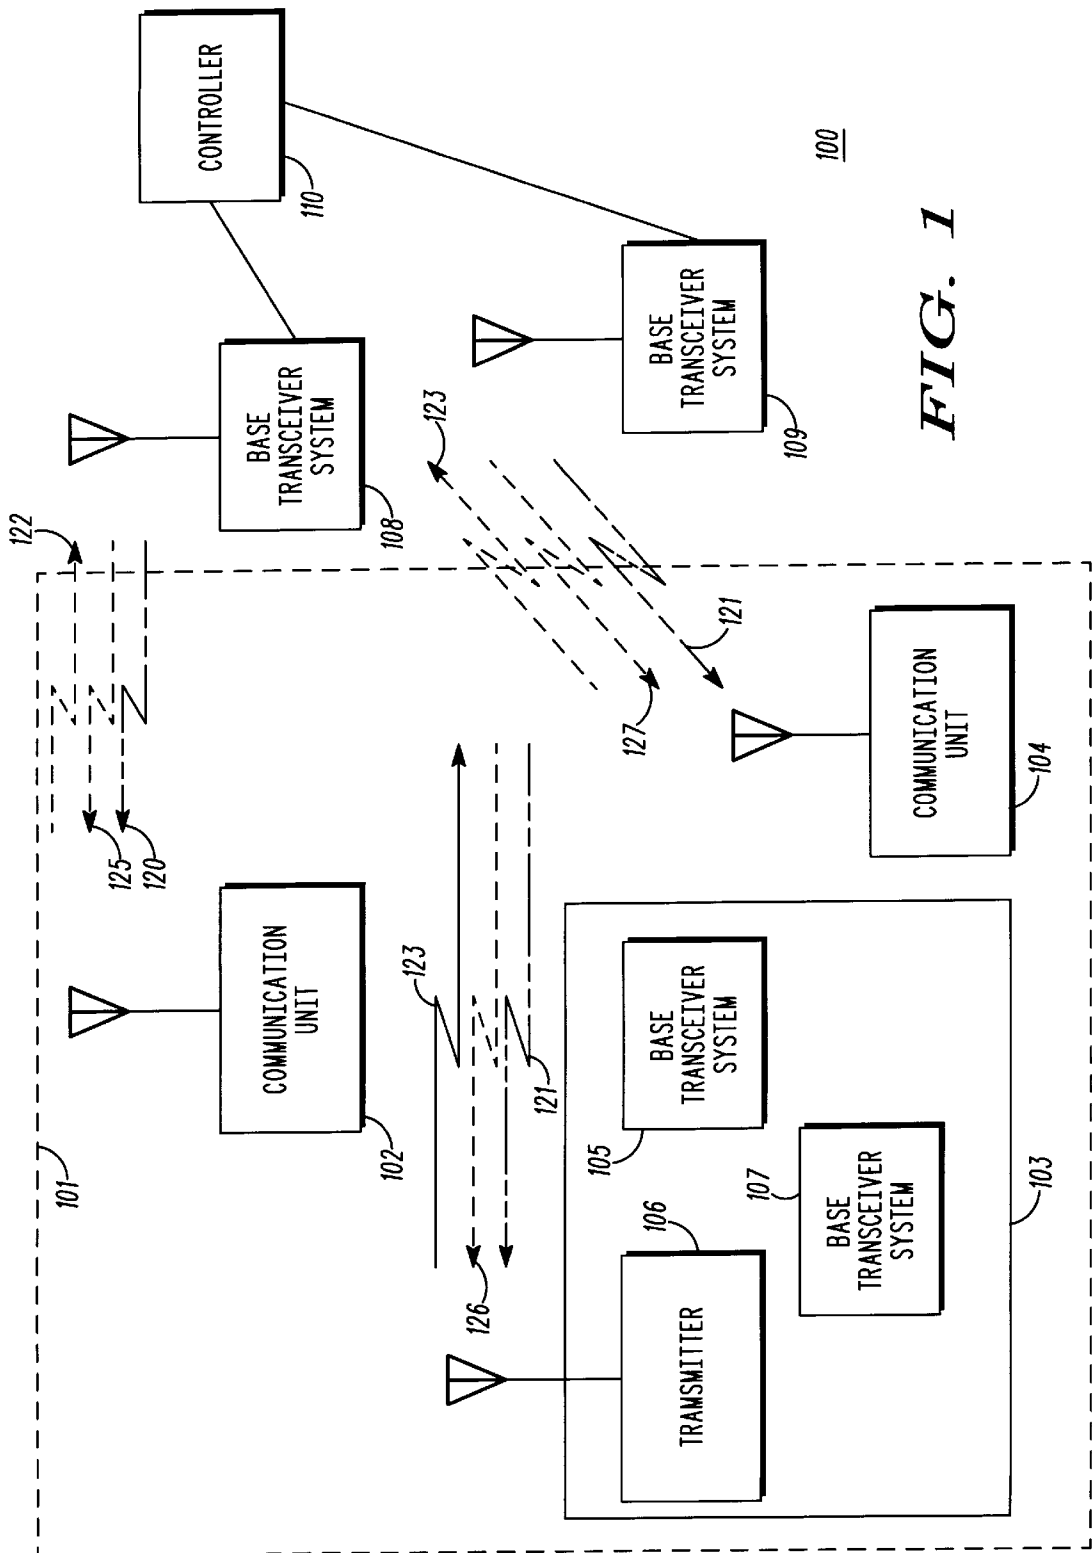 122
125
120
101
COMMUNICATION
UNIT
102
BASE
TRANSCEIVER
SYSTEM
108
CONTROLLER
110
123
126
121
123
127
121
BASE
TRANSCEIVER
SYSTEM
109
TRAMSMITTER
106
BASE
TRANSCEIVER
SYSTEM
105
BASE
TRANSCEIVER
SYSTEM
107
103
COMMUNICATION
UNIT
104
100
FIG. 1